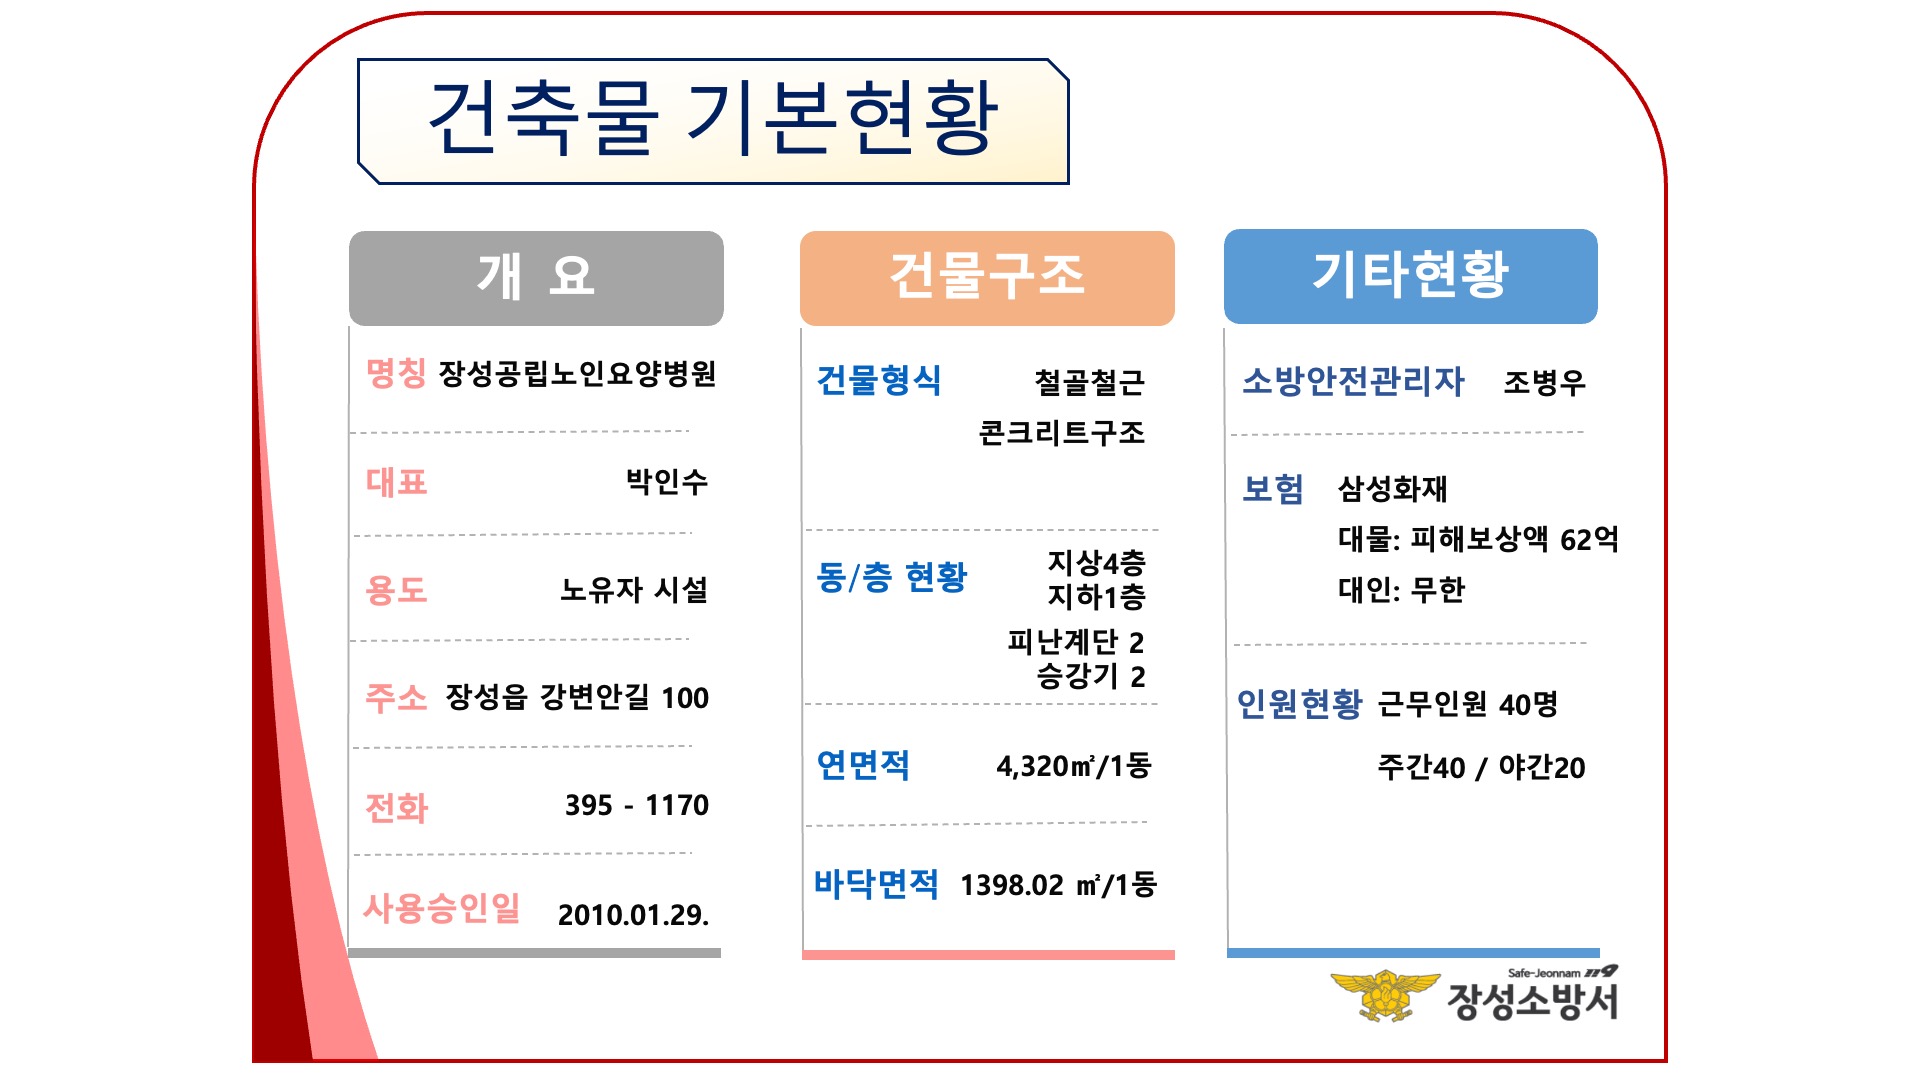 건축물 기본현황
개 요
명칭 장성공립노인요양병원
대표 박인수
용도 노유자 시설
주소 장성읍 강변안길 100
전화 395 - 1170
사용승인일 2010.01.29.
건물구조
건물형식 철골철근
콘크리트구조
동/층 현황 지상4층
지하1층
피난계단 2
승강기 2
연면적 4,320㎡/1동
바닥면적 1398.02 ㎡/1동
기타현황
소방안전관리자 조병우
보험 삼성화재
대물: 피해보상액 62억
대인: 무한
인원현황 근무인원 40명
주간40 / 야간20
Safe-Jeonnam 119
장성소방서